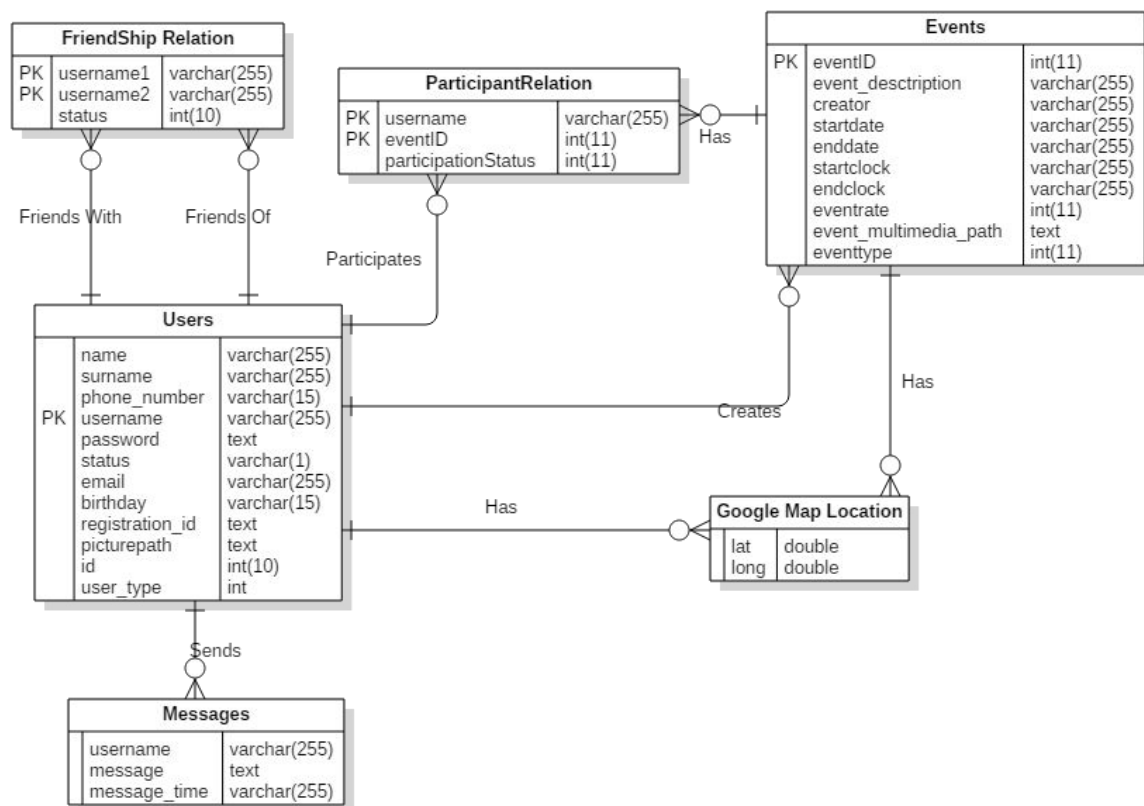 FriendShip Relation
PK username1 varchar(255)
PK username2 varchar(255)
status int(10)
ParticipantRelation
PK username varchar(255)
PK eventID int(11)
participationStatus int(11)
Events
PK eventID int(11)
event_desctription varchar(255)
creator varchar(255)
startdate varchar(255)
enddate varchar(255)
startclock varchar(255)
endclock varchar(255)
eventrate int(11)
event_multimedia_path text
eventtype int(11)
Has
Friends With
Friends Of
Participates
Users
name varchar(255)
surname varchar(255)
phone_number varchar(15)
PK username varchar(255)
password text
status varchar(1)
email varchar(255)
birthday varchar(15)
registration_id text
picturepath text
id int(10)
user_type int
Creates
Has
Has
Google Map Location
lat double
long double
Sends
Messages
username varchar(255)
message text
message_time varchar(255)